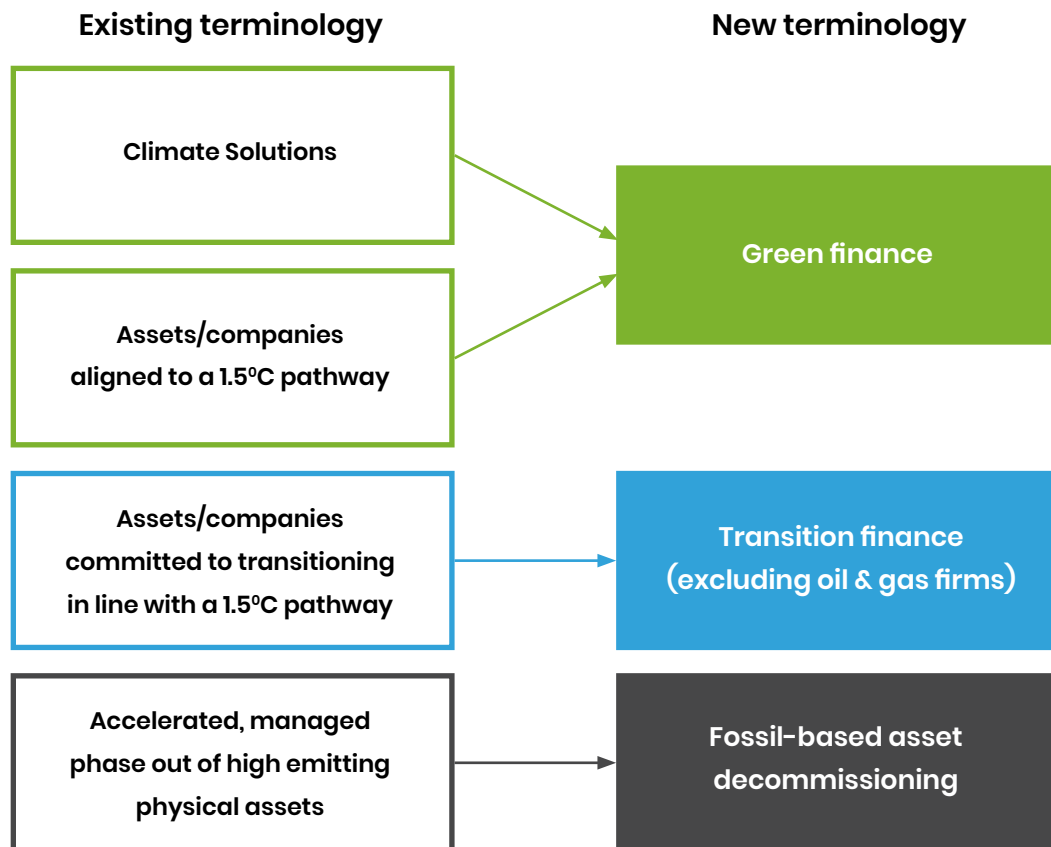 Existing terminology
New terminology
Climate Solutions
Green finance
Assets/companies
aligned to a 1.5⁰C pathway
Assets/companies
committed to transitioning
in line with a 1.5⁰C pathway
Transition finance
(excluding oil & gas firms)
Accelerated, managed
phase out of high emitting
physical assets
Fossil-based asset
decommissioning